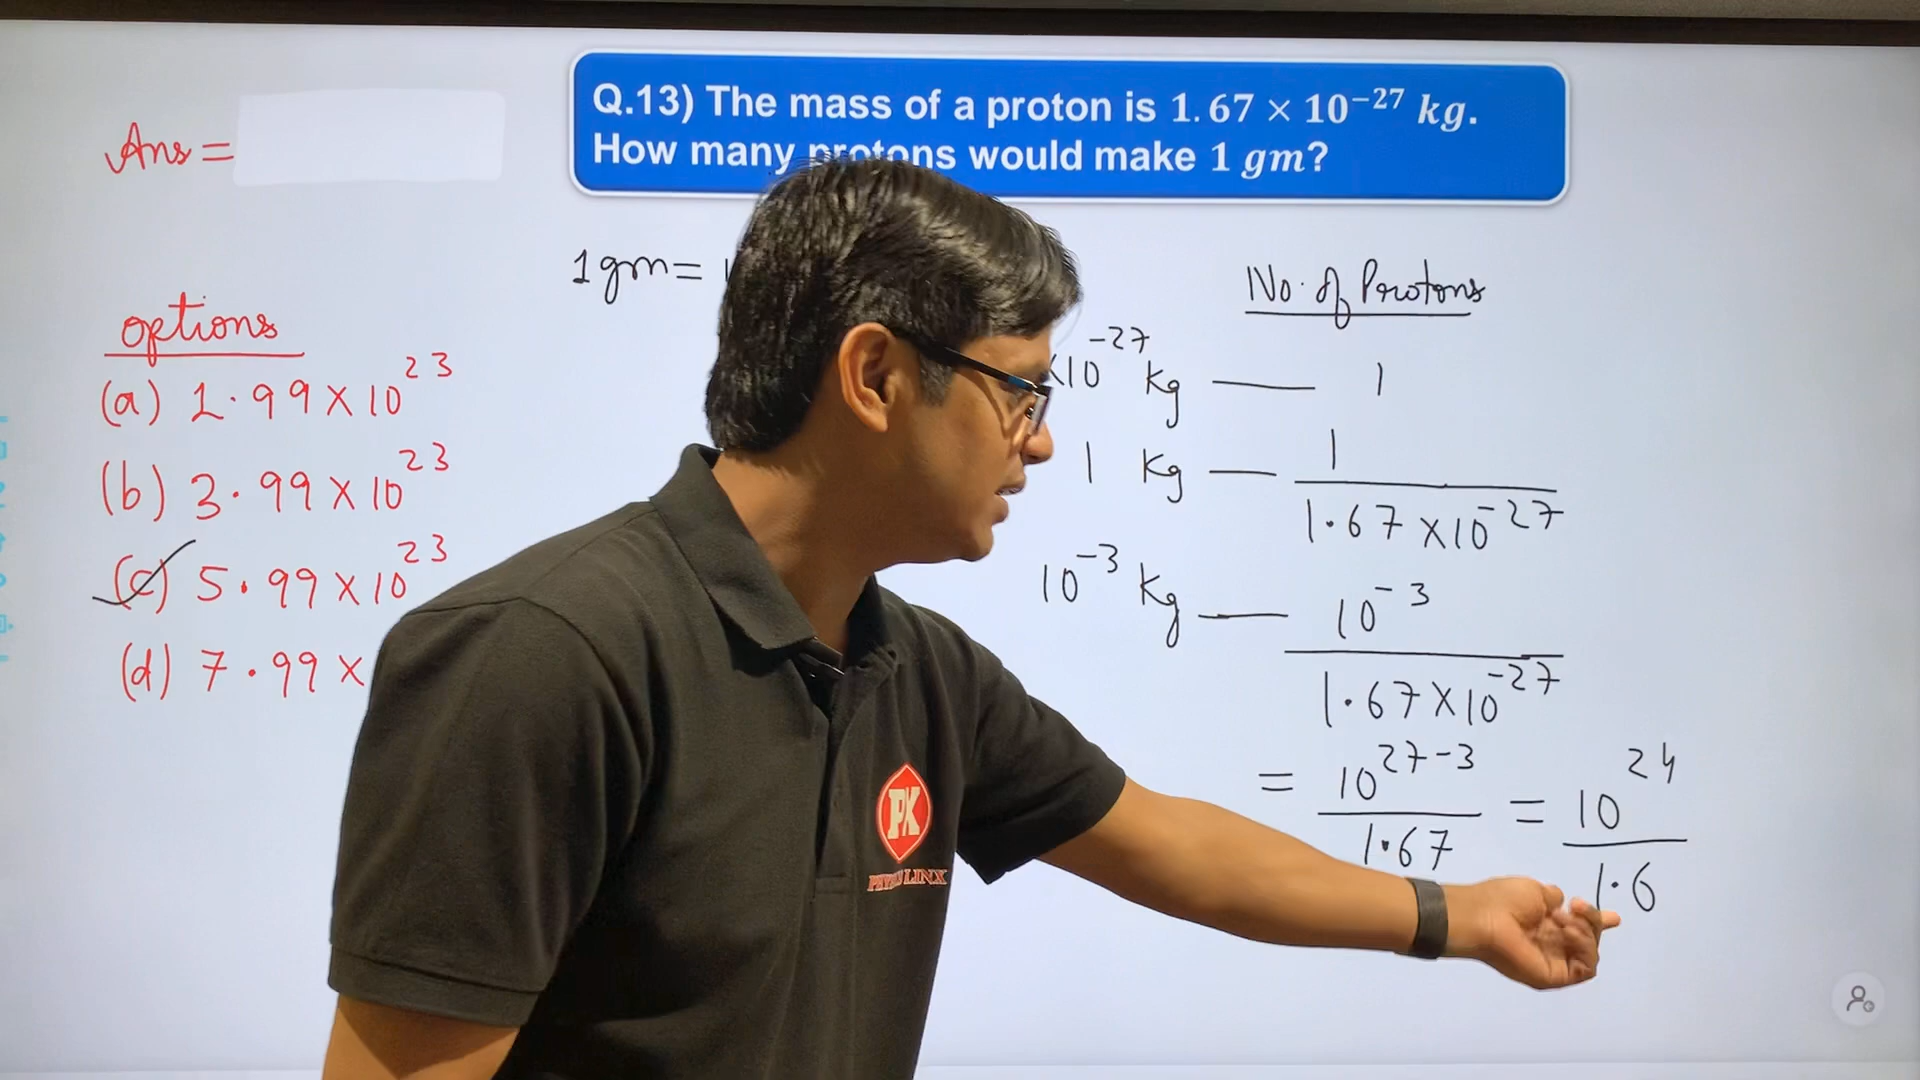 Q.13) The mass of a proton is 1.67 × 10⁻²⁷ kg.
How many protons would make 1 gm?
Ans =
1gm =
No. of Protons
options
(a) 1.99 × 10²³
(b) 3.99 × 10²³
(c) 5.99 × 10²³
(d) 7.99 ×
×10⁻²⁷ kg — 1
1 kg — 1
1.67 × 10⁻²⁷
10⁻³ kg — 10⁻³
1.67 × 10⁻²⁷
= 10²⁷⁻³ = 10²⁴
1.67 1.6
PK